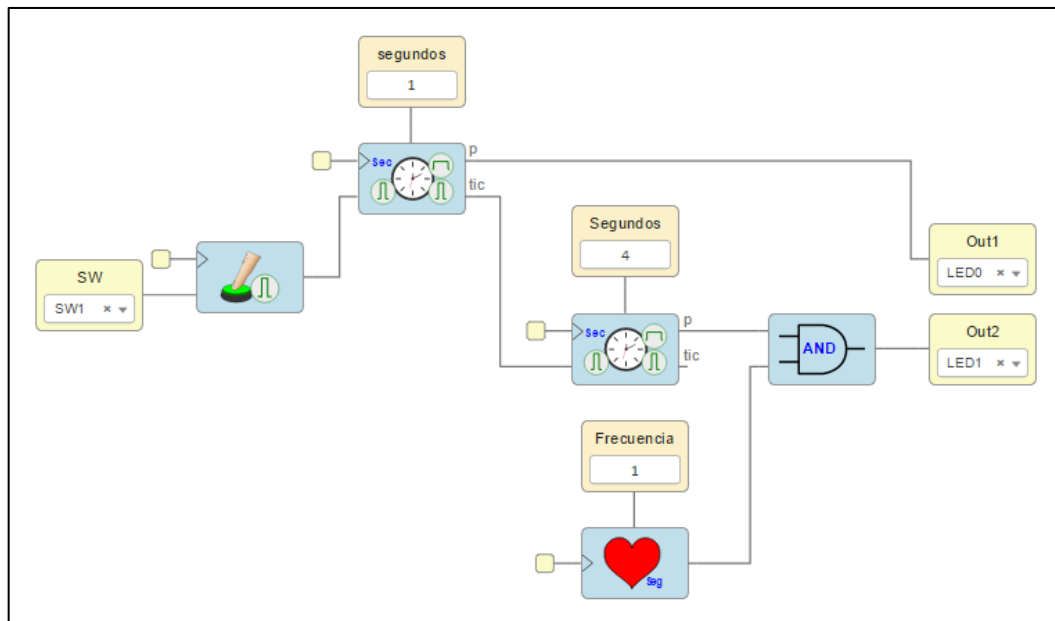 segundos
1
p
Sec
tic
Segundos
4
SW
SW1
Out1
LED0
p
Sec
tic
AND
Out2
LED1
Frecuencia
1
Seg